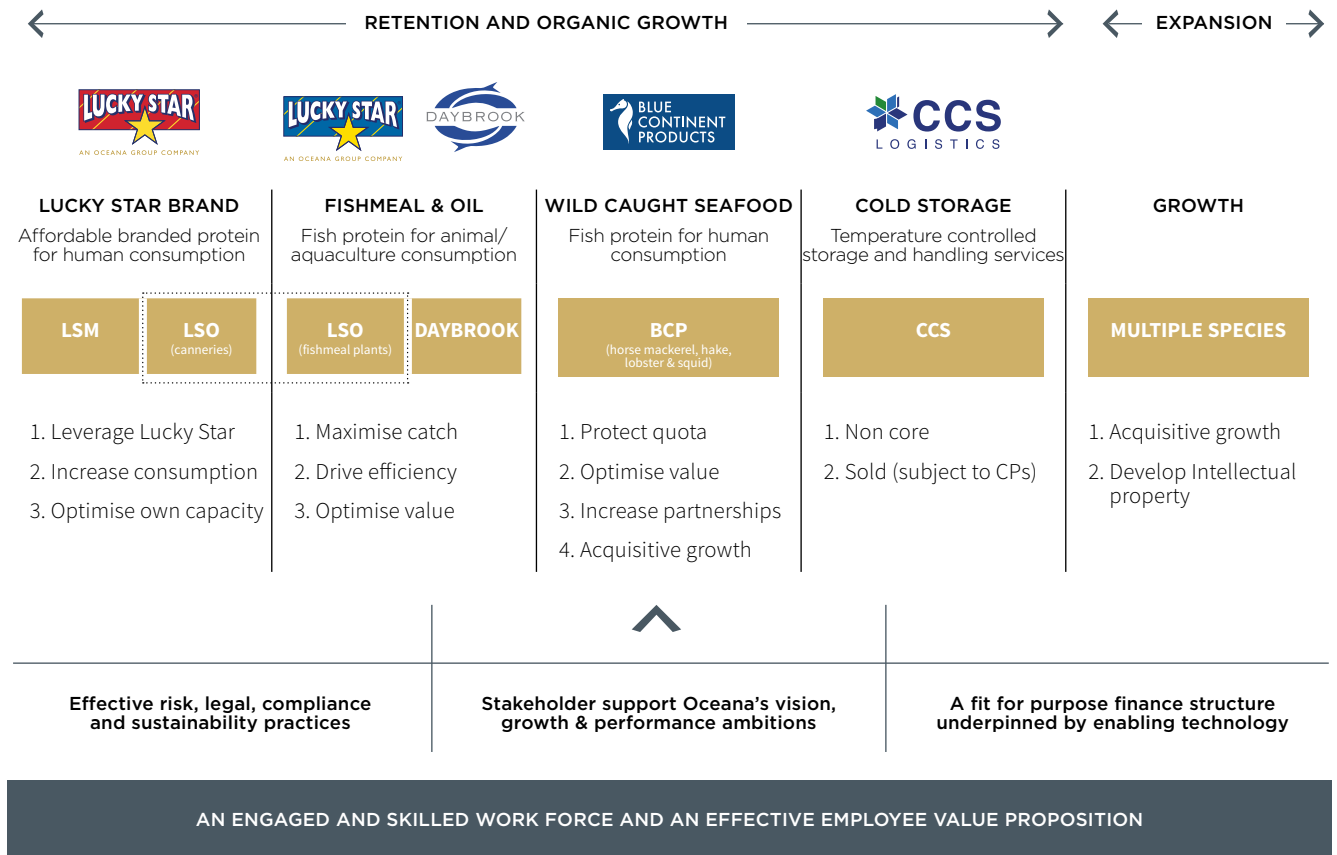 RETENTION AND ORGANIC GROWTH
EXPANSION
LUCKY STAR
AN OCEANA GROUP COMPANY
LUCKY STAR
AN OCEANA GROUP COMPANY
DAYBROOK
BLUE
CONTINENT
PRODUCTS
CCS
LOGISTICS
LUCKY STAR BRAND
Affordable branded protein
for human consumption
LSM
LSO
(canneries)
1. Leverage Lucky Star
2. Increase consumption
3. Optimise own capacity
FISHMEAL & OIL
Fish protein for animal/
aquaculture consumption
LSO
(fishmeal plants)
DAYBROOK
1. Maximise catch
2. Drive efficiency
3. Optimise value
WILD CAUGHT SEAFOOD
Fish protein for human
consumption
BCP
(horse mackerel, hake,
lobster & squid)
1. Protect quota
2. Optimise value
3. Increase partnerships
4. Acquisitive growth
COLD STORAGE
Temperature controlled
storage and handling services
CCS
1. Non core
2. Sold (subject to CPs)
GROWTH
MULTIPLE SPECIES
1. Acquisitive growth
2. Develop Intellectual
property
Effective risk, legal, compliance
and sustainability practices
Stakeholder support Oceana's vision,
growth & performance ambitions
A fit for purpose finance structure
underpinned by enabling technology
AN ENGAGED AND SKILLED WORK FORCE AND AN EFFECTIVE EMPLOYEE VALUE PROPOSITION